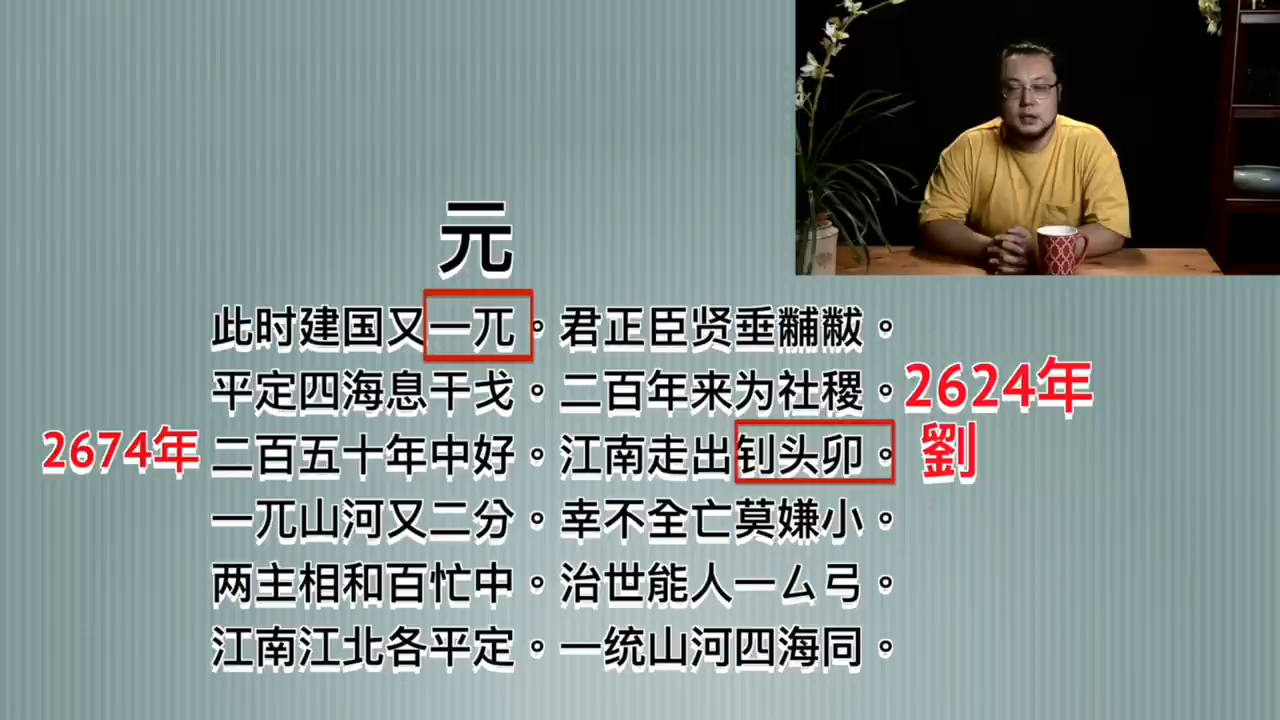 元
此时建国又一兀。君正臣贤垂黼黻。
平定四海息干戈。二百年来为社稷。 2624年
2674年 二百五十年中好。江南走出钊头卯。 劉
一兀山河又二分。幸不全亡莫嫌小。
两主相和百忙中。治世能人一厶弓。
江南江北各平定。一统山河四海同。